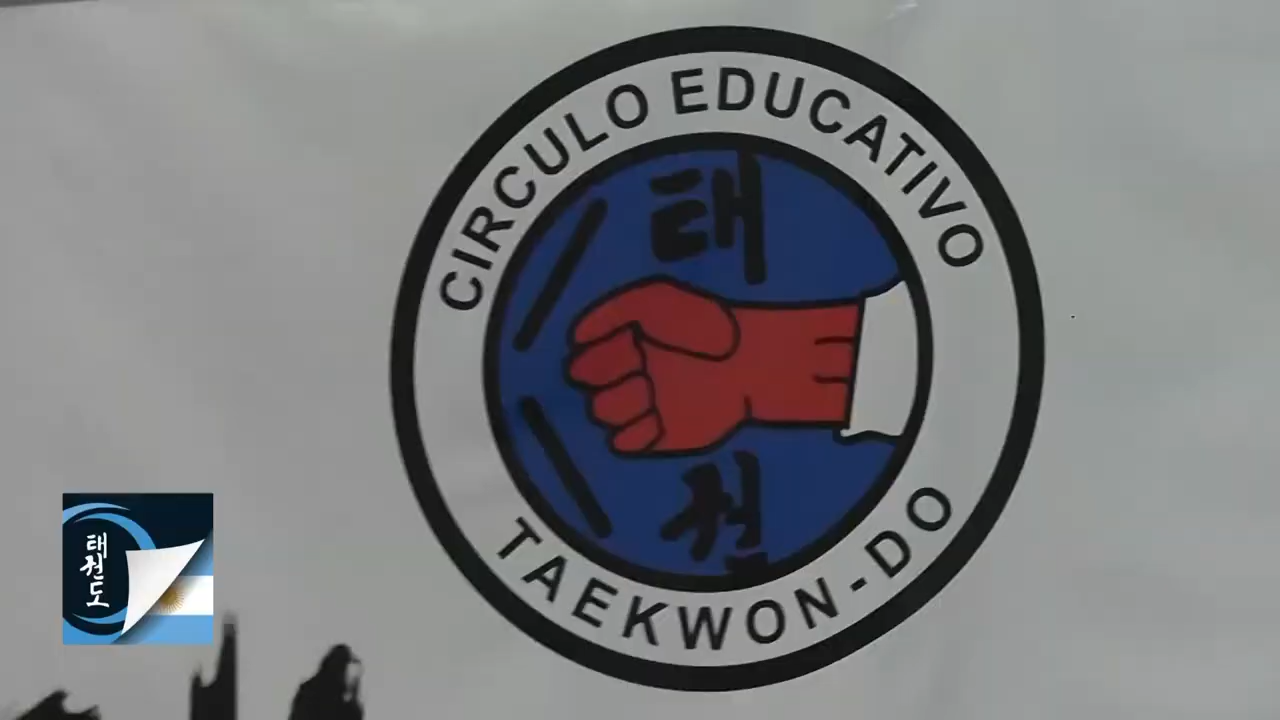 CIRCULO EDUCATIVO
태
권
TAEKWON-DO
태
권
도